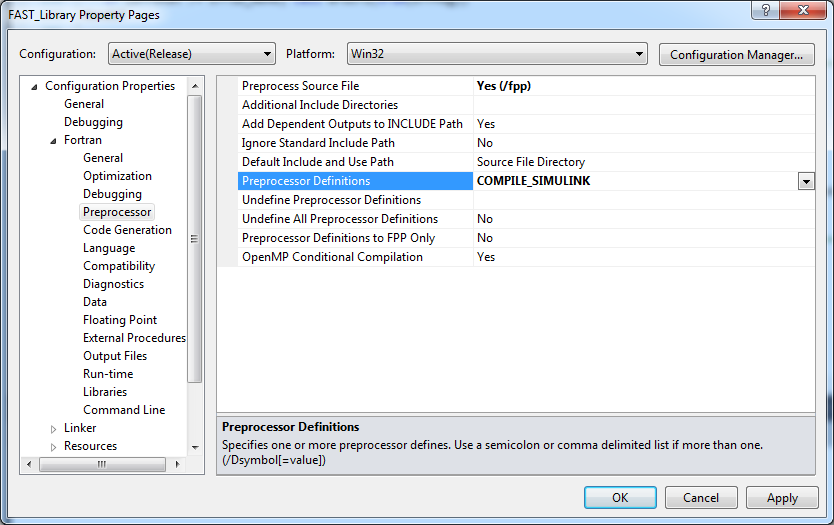 FAST_Library Property Pages
Configuration: Active(Release) Platform: Win32 Configuration Manager...
Configuration Properties
General
Debugging
Fortran
General
Optimization
Debugging
Preprocessor
Code Generation
Language
Compatibility
Diagnostics
Data
Floating Point
External Procedures
Output Files
Run-time
Libraries
Command Line
Linker
Resources
Preprocess Source File Yes (/fpp)
Additional Include Directories
Add Dependent Outputs to INCLUDE Path Yes
Ignore Standard Include Path No
Default Include and Use Path Source File Directory
Preprocessor Definitions COMPILE_SIMULINK
Undefine Preprocessor Definitions
Undefine All Preprocessor Definitions No
Preprocessor Definitions to FPP Only No
OpenMP Conditional Compilation Yes
Preprocessor Definitions
Specifies one or more preprocessor defines. Use a semicolon or comma delimited list if more than one.
(/Dsymbol[=value])
OK Cancel Apply